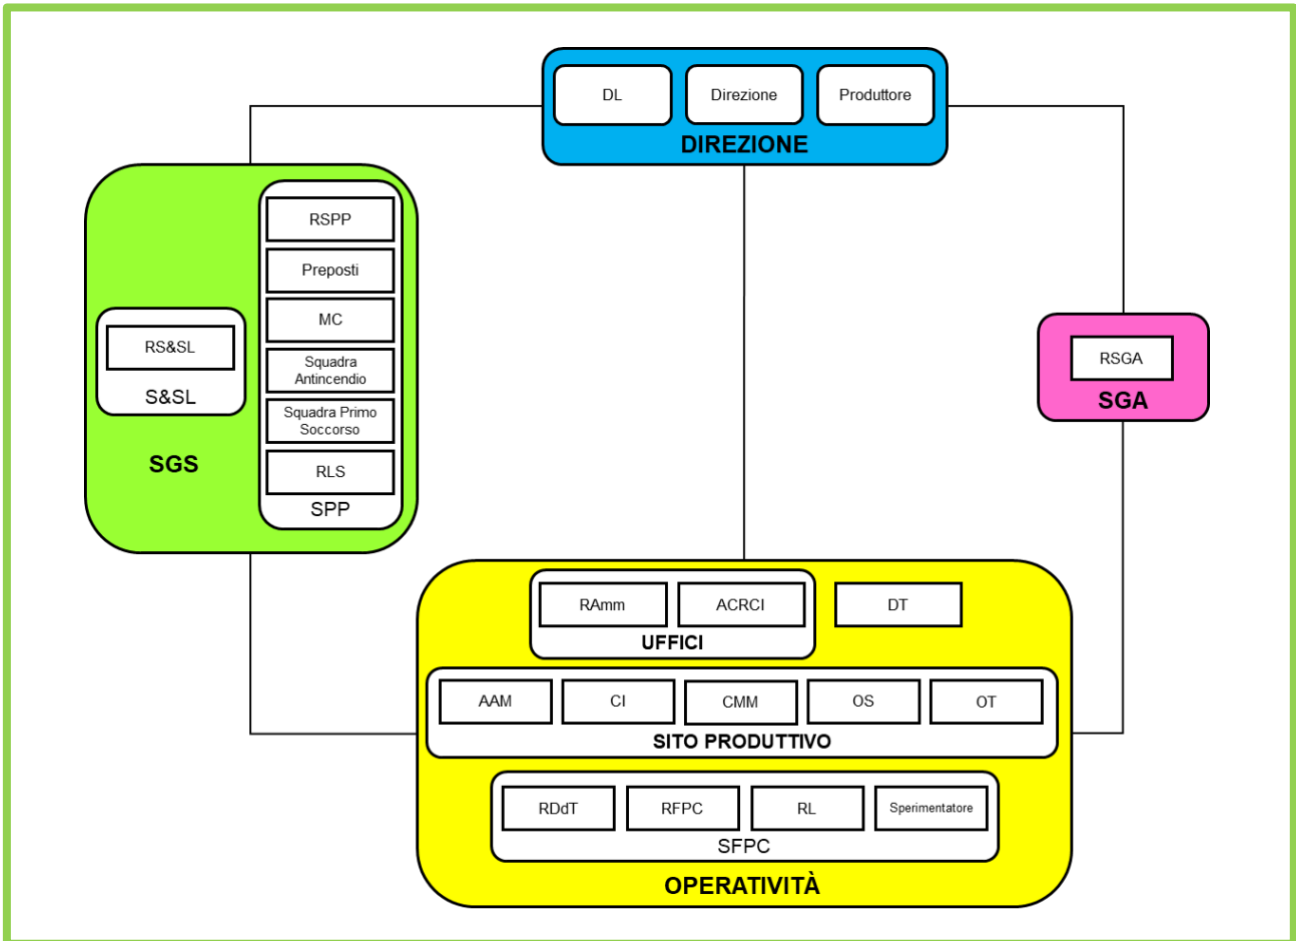 DL
Direzione
Produttore
DIREZIONE
RSPP
Preposti
MC
Squadra
Antincendio
Squadra Primo
Soccorso
RLS
SPP
RS&SL
S&SL
SGS
RSGA
SGA
RAmm
ACRCI
UFFICI
DT
AAM
CI
CMM
OS
OT
SITO PRODUTTIVO
RDdT
RFPC
RL
Sperimentatore
SFPC
OPERATIVITÀ